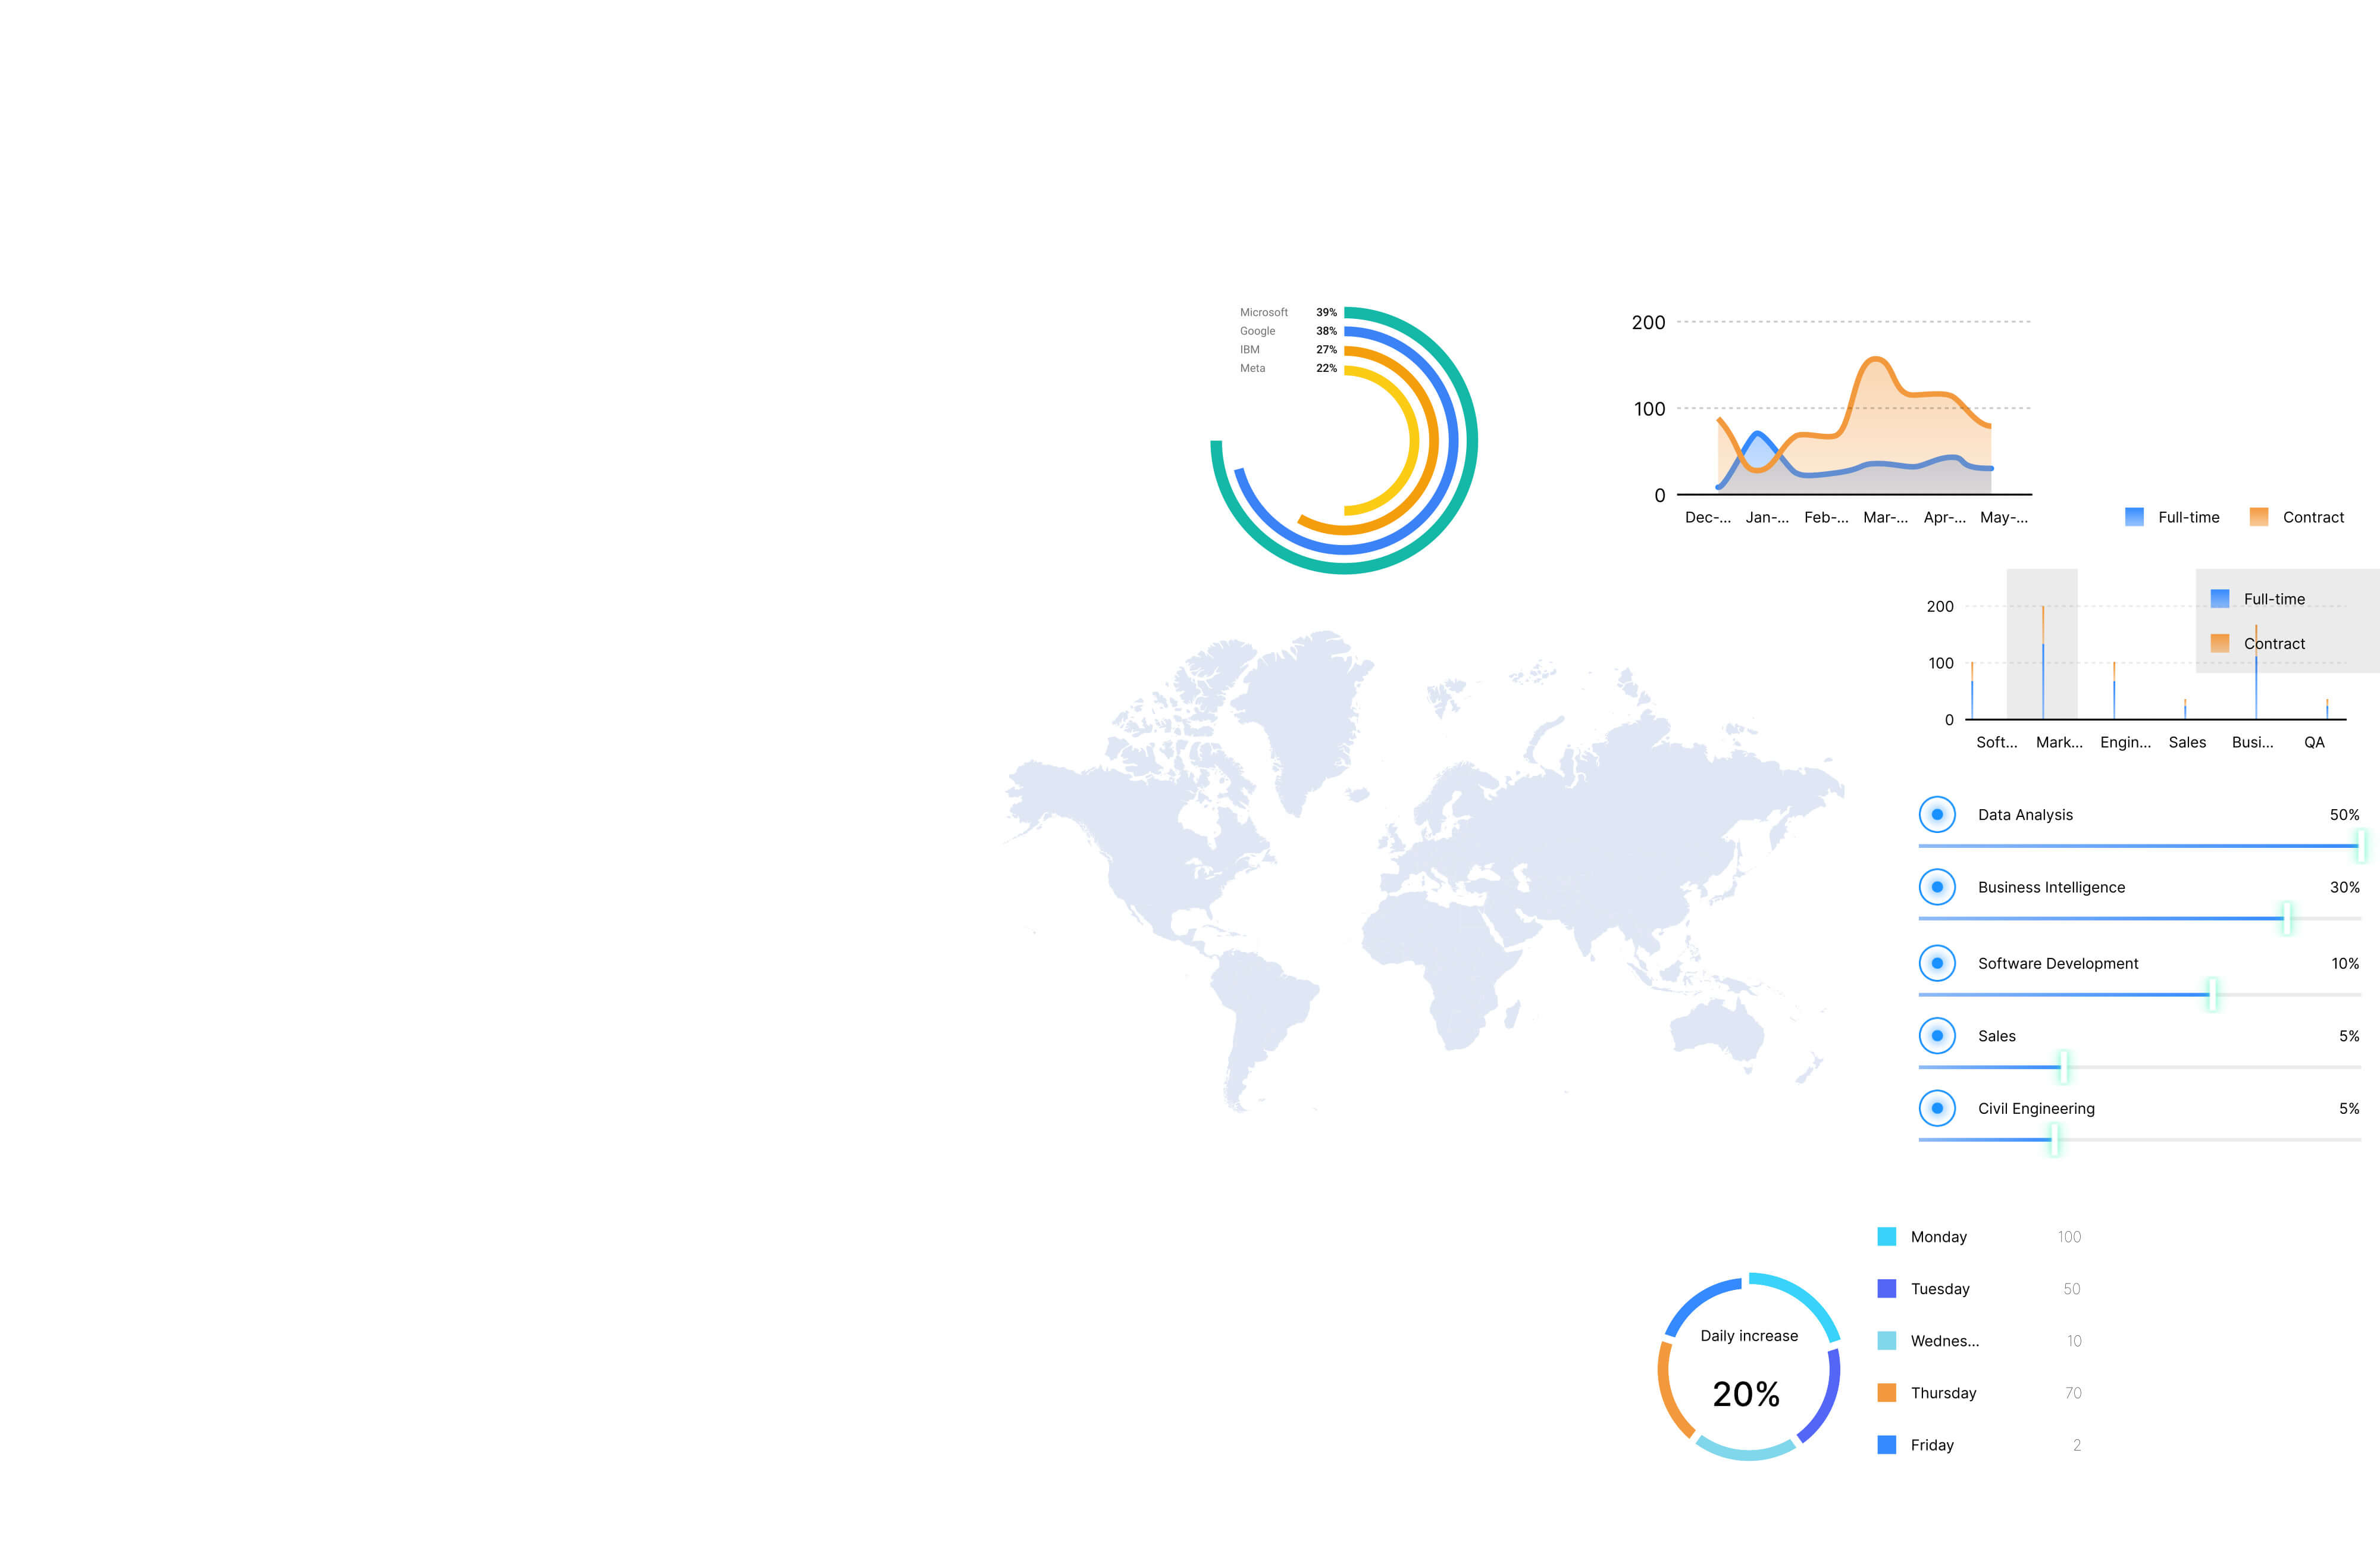 Microsoft 39%
Google 38%
IBM 27%
Meta 22%
200
100
0
Dec-... Jan-... Feb-... Mar-... Apr-... May-...
Full-time Contract
200
100
0
Full-time
Contract
Soft... Mark... Engin... Sales Busi... QA
Data Analysis 50%
Business Intelligence 30%
Software Development 10%
Sales 5%
Civil Engineering 5%
Daily increase
20%
Monday 100
Tuesday 50
Wednes... 10
Thursday 70
Friday 2